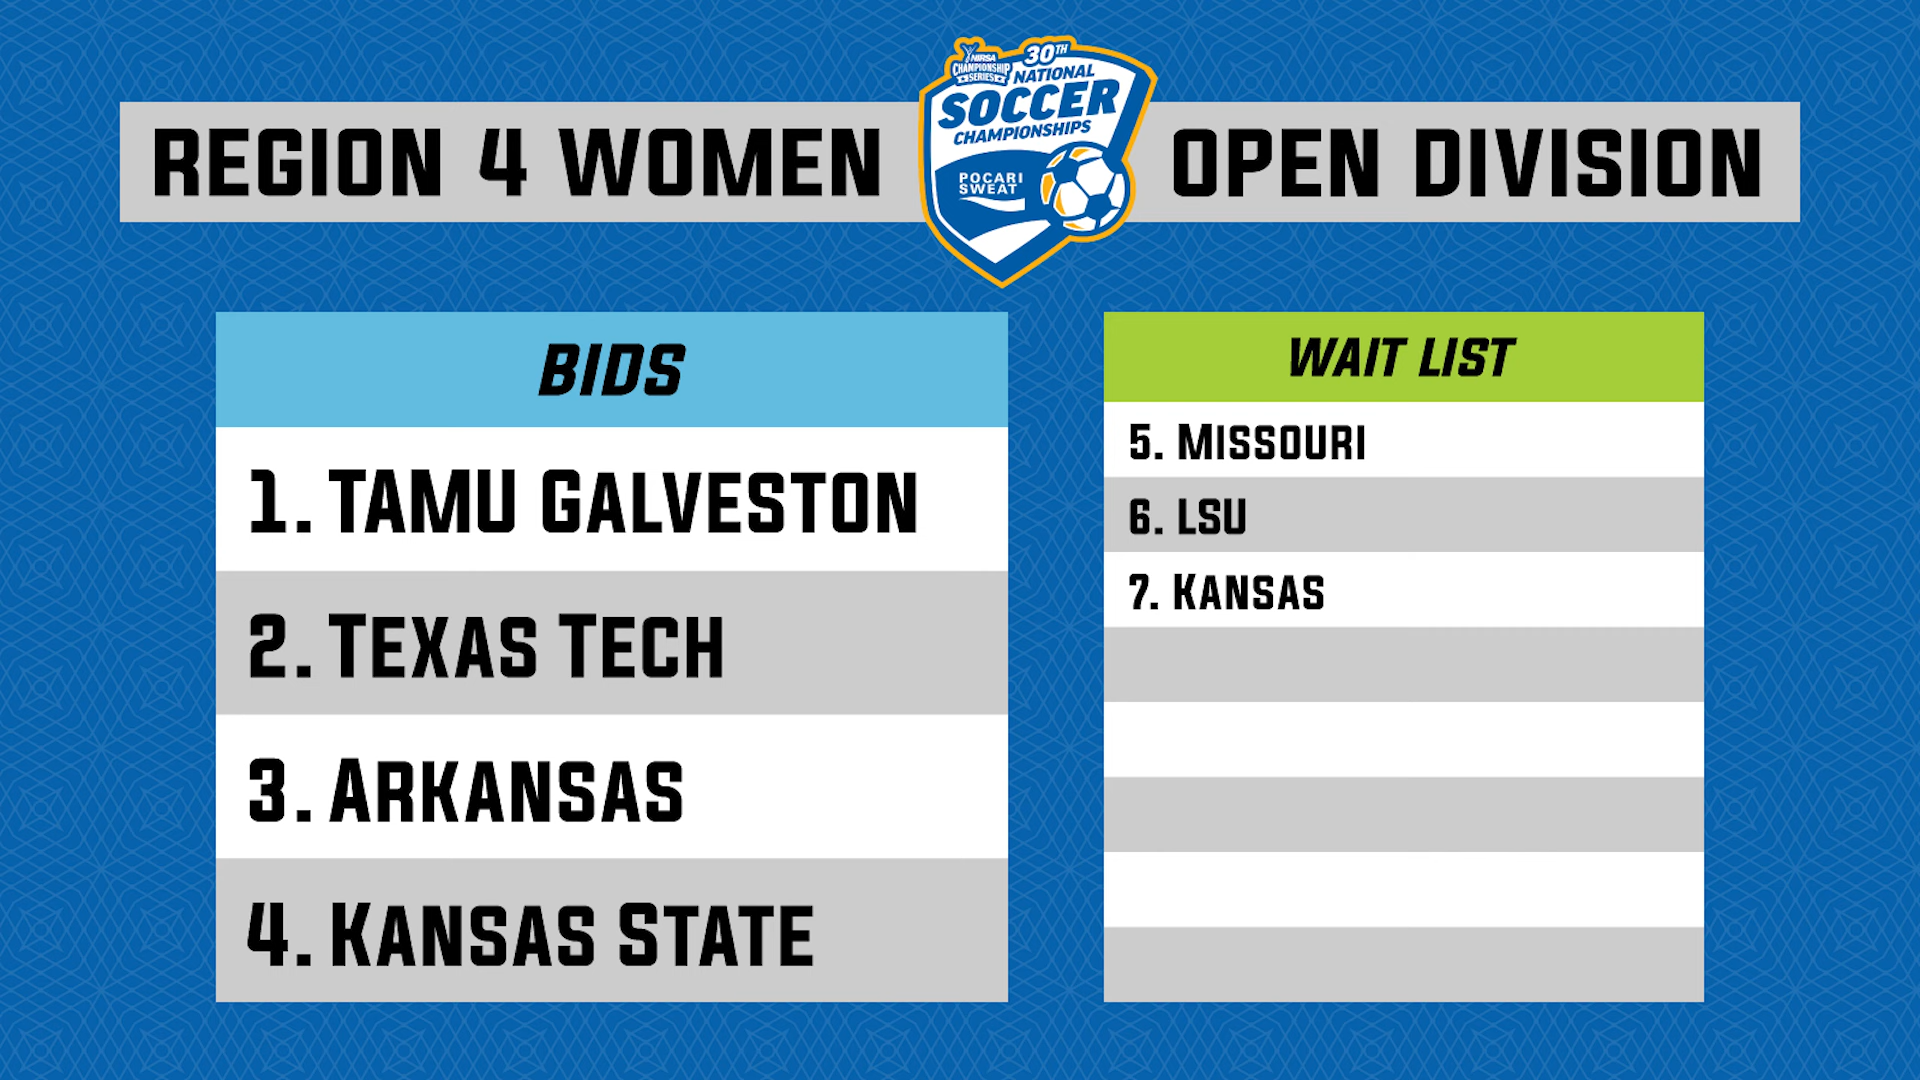 REGION 4 WOMEN
NIRSA
CHAMPIONSHIP
SERIES
30TH
NATIONAL
SOCCER
CHAMPIONSHIPS
POCARI
SWEAT
OPEN DIVISION
BIDS
1. TAMU GALVESTON
2. TEXAS TECH
3. ARKANSAS
4. KANSAS STATE
WAIT LIST
5. MISSOURI
6. LSU
7. KANSAS